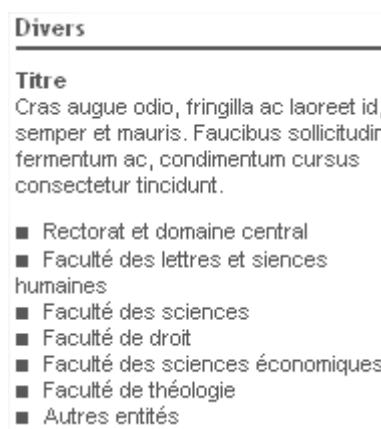 Divers
Titre
Cras augue odio, fringilla ac laoreet id,
semper et mauris. Faucibus sollicitudin
fermentum ac, condimentum cursus
consectetur tincidunt.
■ Rectorat et domaine central
■ Faculté des lettres et siences
humaines
■ Faculté des sciences
■ Faculté de droit
■ Faculté des sciences économiques
■ Faculté de théologie
■ Autres entités